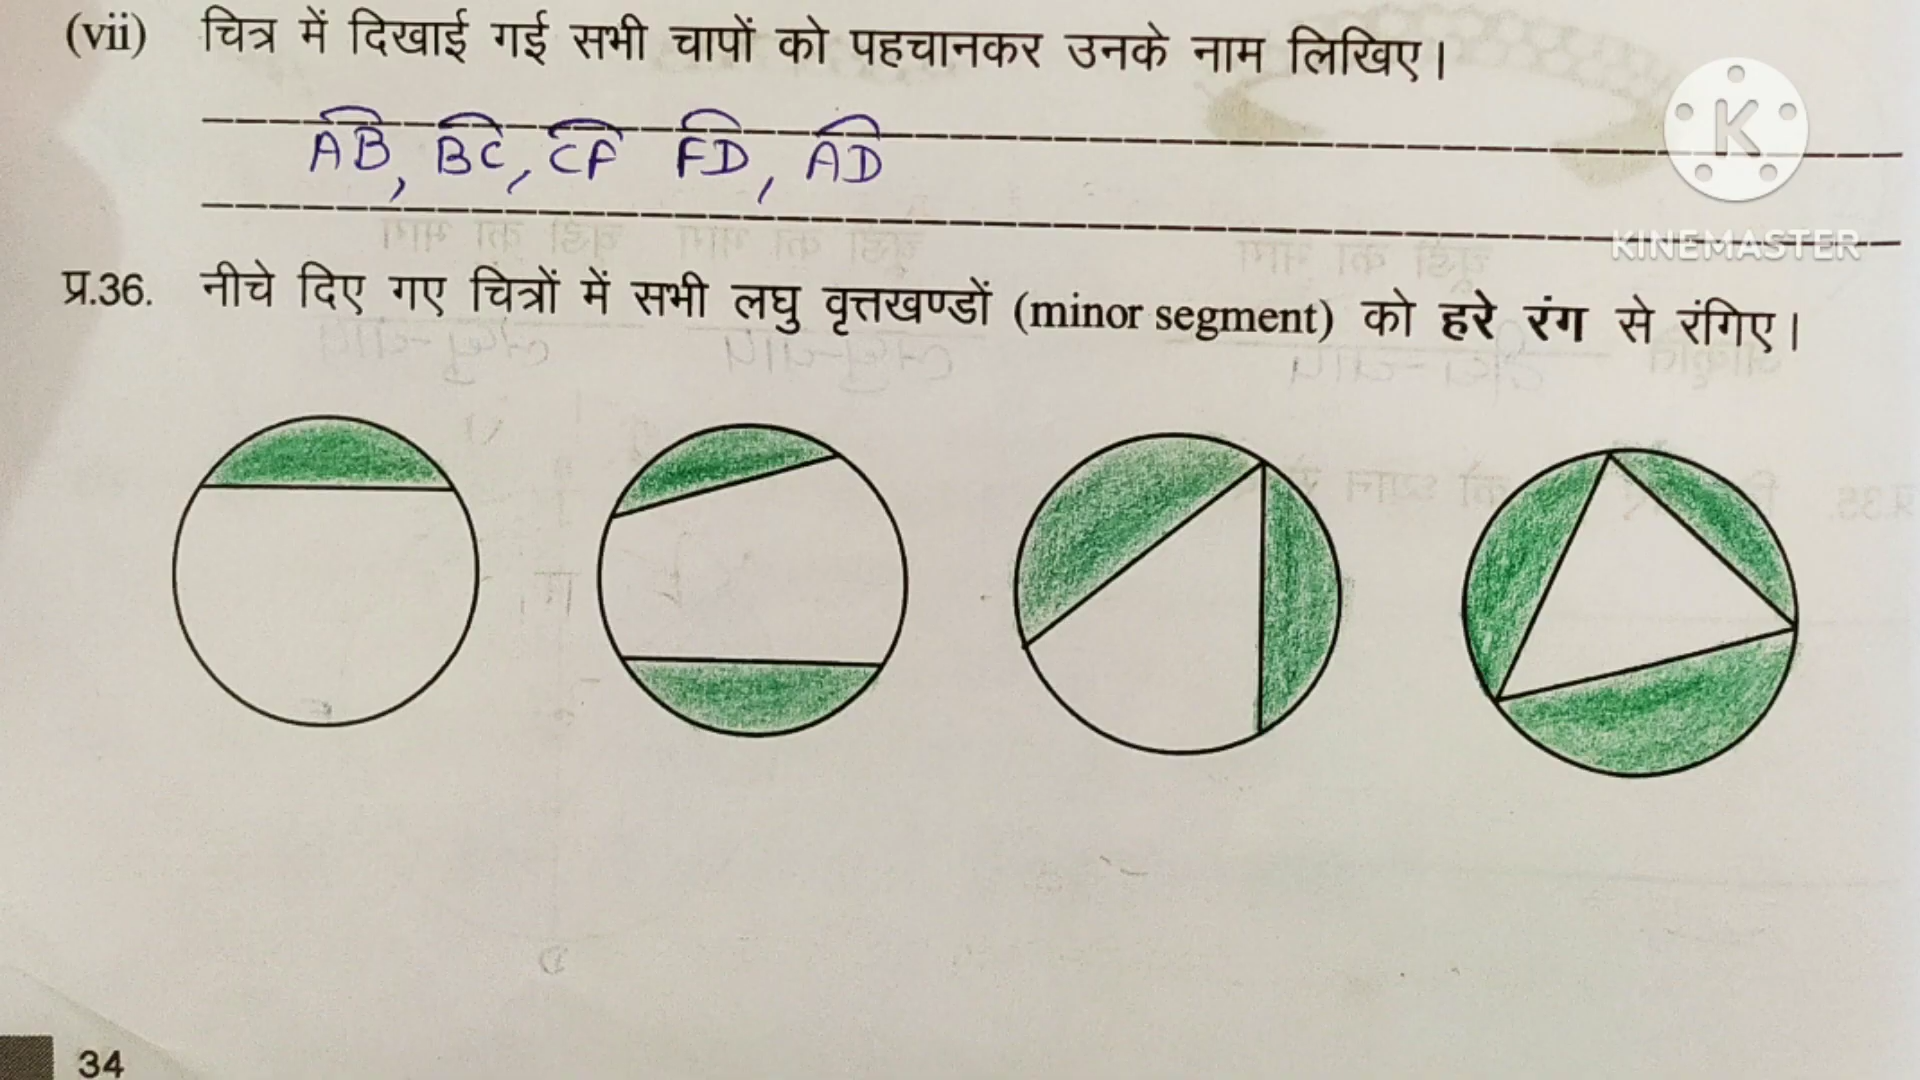 (vii) चित्र में दिखाई गई सभी चापों को पहचानकर उनके नाम लिखिए।
AB, BC, CF FD, AD
K
KINEMASTER
प्र.36. नीचे दिए गए चित्रों में सभी लघु वृत्तखण्डों (minor segment) को हरे रंग से रंगिए।
34